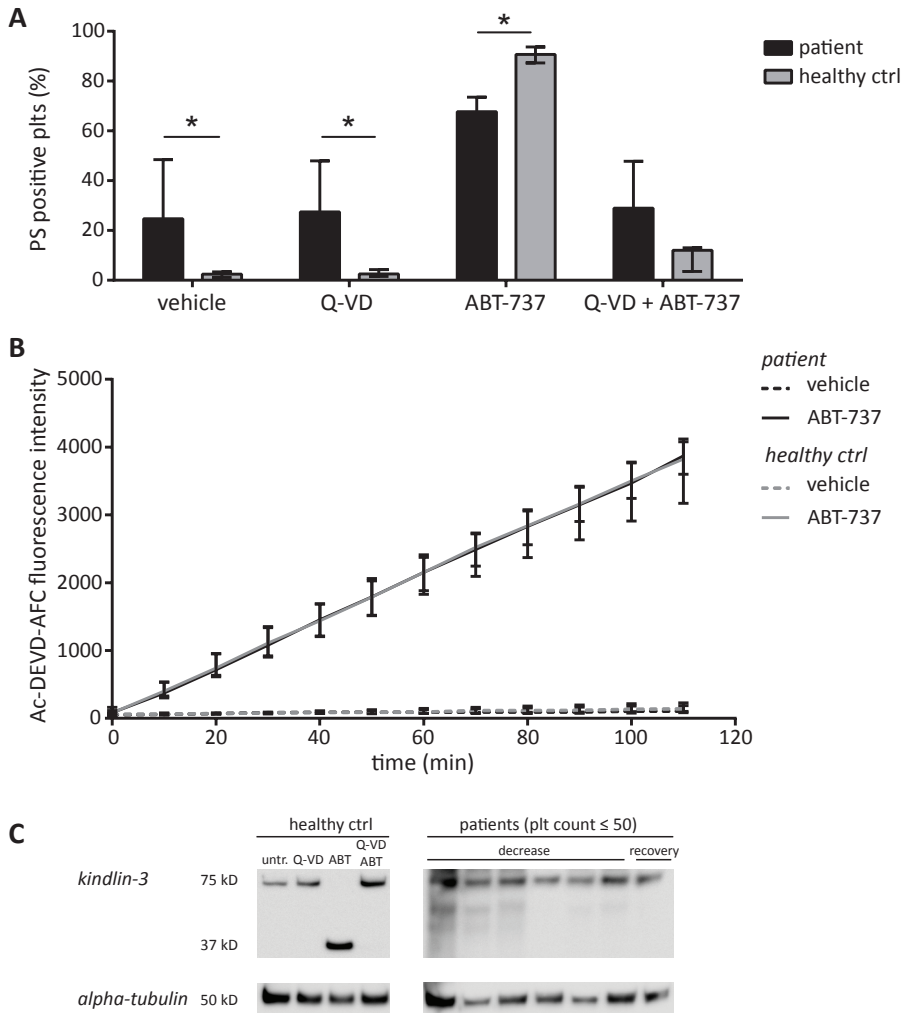 A
PS positive plts (%)
100
80
60
40
20
0
*
*
*
vehicle
Q-VD
ABT-737
Q-VD + ABT-737
patient
healthy ctrl
B
Ac-DEVD-AFC fluorescence intensity
5000
4000
3000
2000
1000
0
0
20
40
60
80
100
120
time (min)
patient
vehicle
ABT-737
healthy ctrl
vehicle
ABT-737
C
healthy ctrl
untr.
Q-VD
ABT
Q-VD
ABT
patients (plt count ≤ 50)
decrease
recovery
kindlin-3
75 kD
37 kD
alpha-tubulin
50 kD